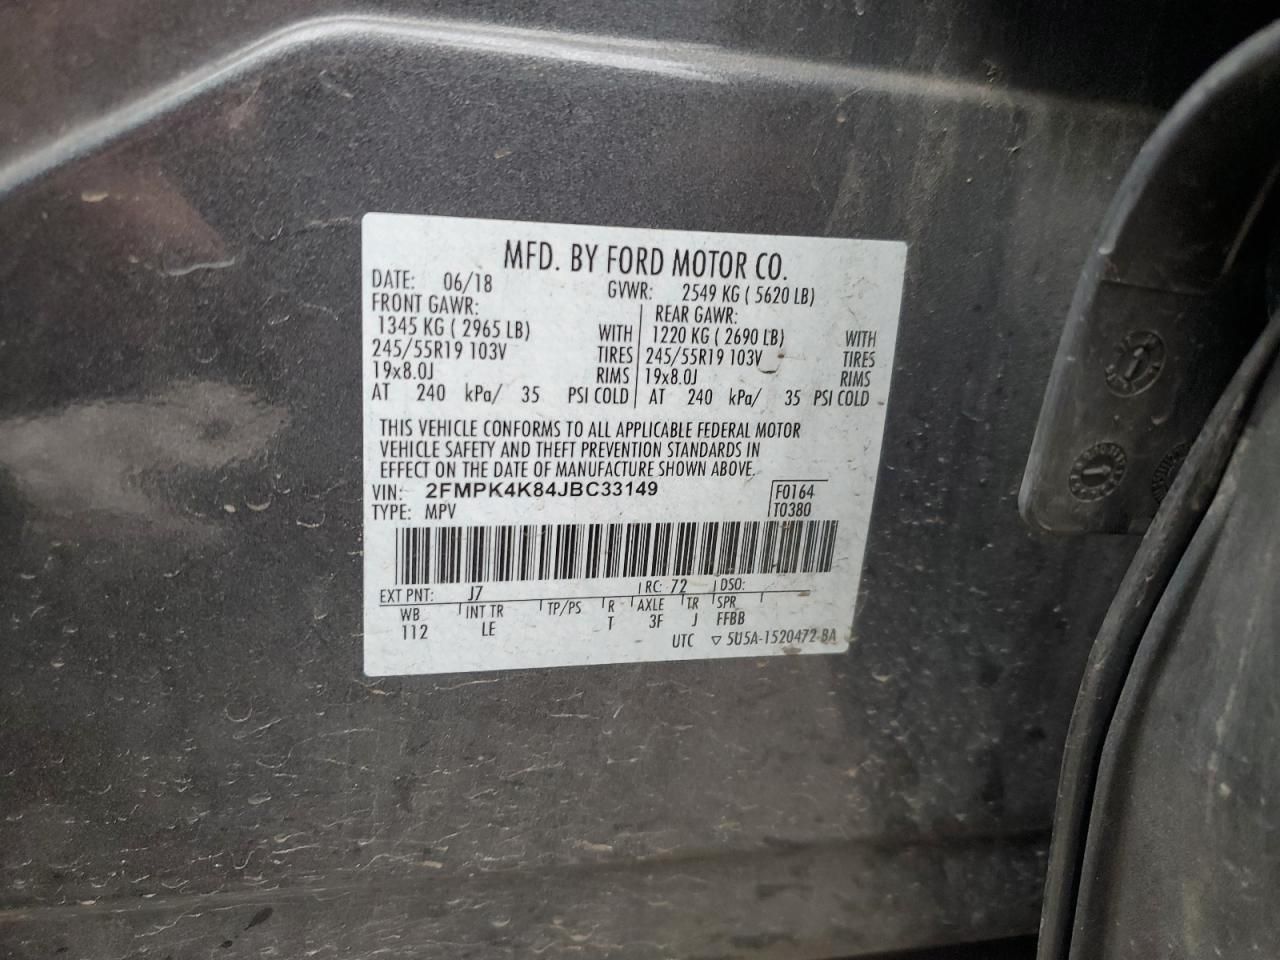 MFD. BY FORD MOTOR CO.
DATE: 06/18 GVWR: 2549 KG ( 5620 LB)
FRONT GAWR: REAR GAWR:
1345 KG ( 2965 LB) WITH 1220 KG ( 2690 LB) WITH
245/55R19 103V TIRES 245/55R19 103V TIRES
19x8.0J RIMS 19x8.0J RIMS
AT 240 kPa/ 35 PSI COLD AT 240 kPa/ 35 PSI COLD
THIS VEHICLE CONFORMS TO ALL APPLICABLE FEDERAL MOTOR
VEHICLE SAFETY AND THEFT PREVENTION STANDARDS IN
EFFECT ON THE DATE OF MANUFACTURE SHOWN ABOVE.
VIN: 2FMPK4K84JBC33149 F0164
TYPE: MPV T0380
EXT PNT: J7 RC: 72 DSO:
WB INT TR TP/PS R AXLE TR SPR
112 LE T 3F J FFBB
UTC ▽ 5U5A-1520472-BA
1
1